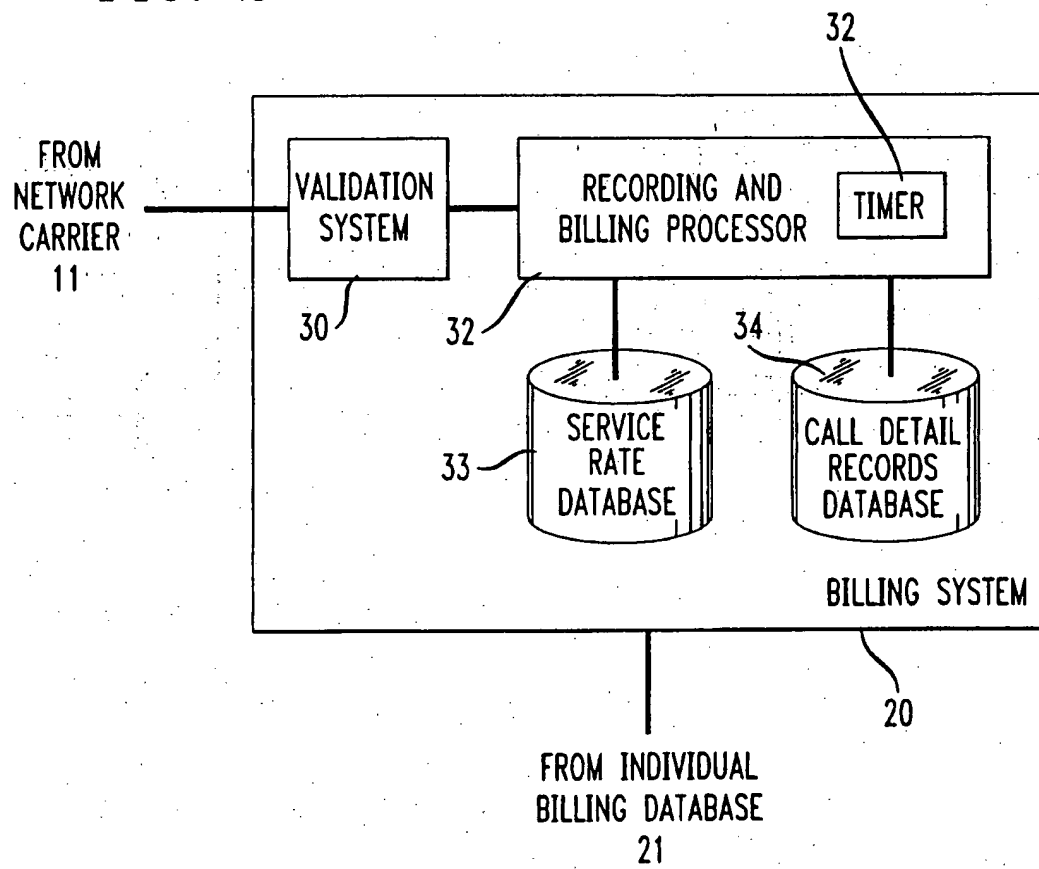 32
FROM
NETWORK
CARRIER
11
VALIDATION
SYSTEM
RECORDING AND
BILLING PROCESSOR
TIMER
30
32
34
33
SERVICE
RATE
DATABASE
CALL DETAIL
RECORDS
DATABASE
BILLING SYSTEM
20
FROM INDIVIDUAL
BILLING DATABASE
21